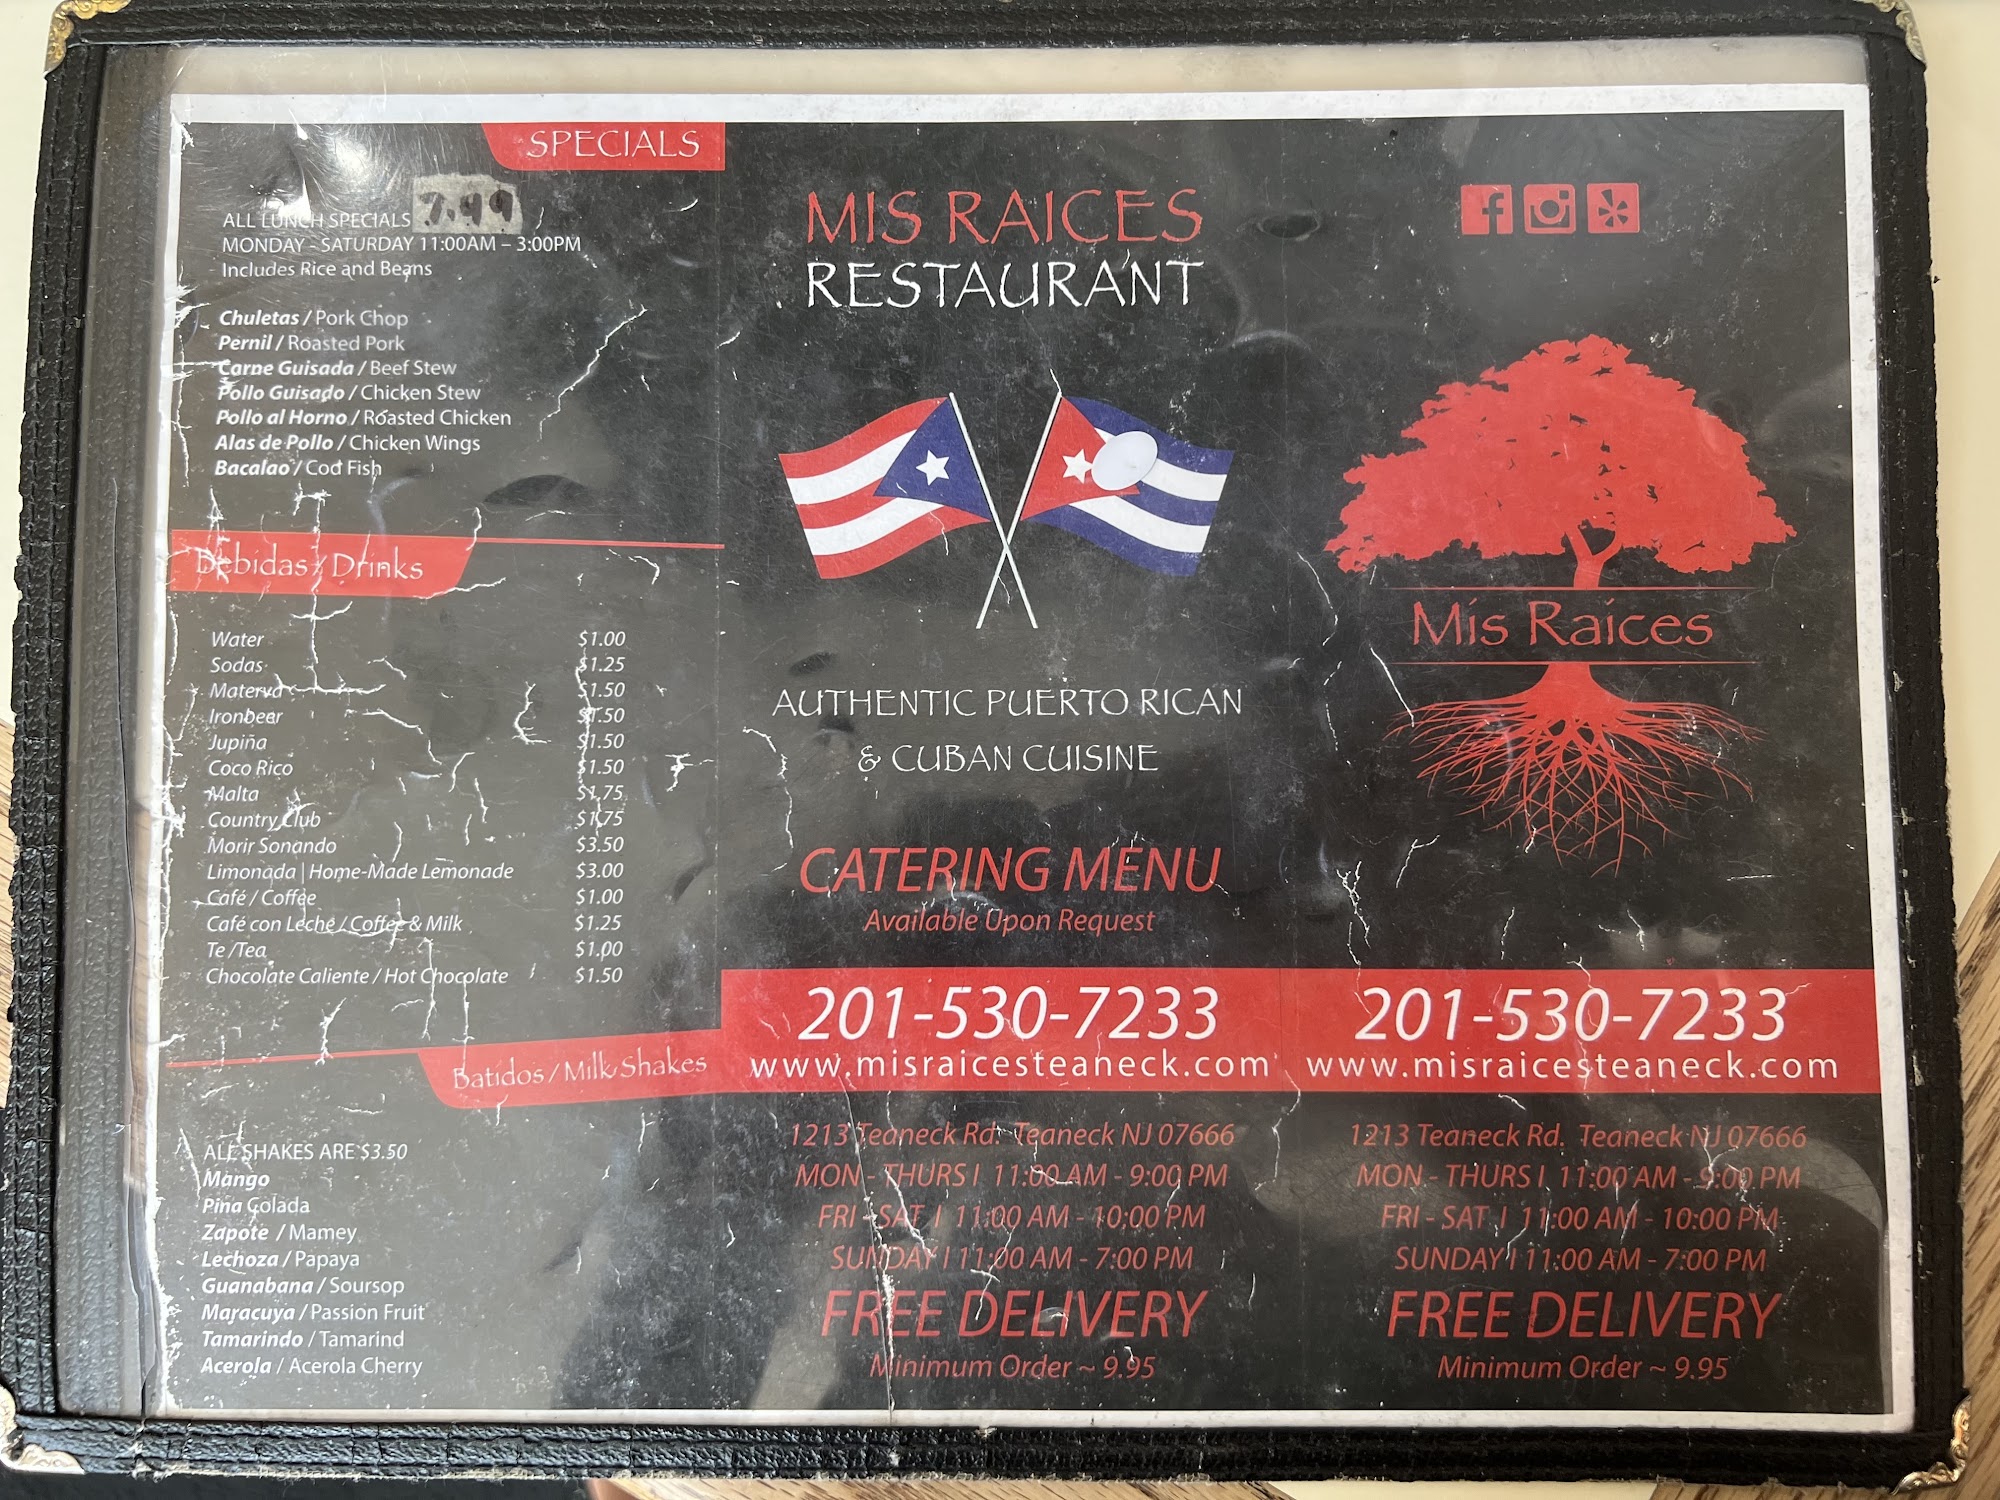 SPECIALS
ALL LUNCH SPECIALS 7.49
MONDAY - SATURDAY 11:00AM – 3:00PM
Includes Rice and Beans
Chuletas / Pork Chop
Pernil / Roasted Pork
Carne Guisada / Beef Stew
Pollo Guisado / Chicken Stew
Pollo al Horno / Roasted Chicken
Alas de Pollo / Chicken Wings
Bacalao / Cod Fish
Bebidas / Drinks
Water $1.00
Sodas $1.25
Materva $1.50
Ironbeer $1.50
Jupiña $1.50
Coco Rico $1.50
Malta $1.75
Country Club $1.75
Morir Sonando $3.50
Limonada | Home-Made Lemonade $3.00
Café / Coffee $1.00
Café con Leche / Coffee & Milk $1.25
Te /Tea $1.00
Chocolate Caliente / Hot Chocolate $1.50
Batidos / Milk Shakes
ALL SHAKES ARE $3.50
Mango
Pina Colada
Zapote / Mamey
Lechoza / Papaya
Guanabana / Soursop
Maracuya / Passion Fruit
Tamarindo / Tamarind
Acerola / Acerola Cherry
MIS RAICES
RESTAURANT
AUTHENTIC PUERTO RICAN
& CUBAN CUISINE
CATERING MENU
Available Upon Request
201-530-7233
www.misraicesteaneck.com
1213 Teaneck Rd. Teaneck NJ 07666
MON - THURS I 11:00 AM - 9:00 PM
FRI - SAT I 11:00 AM - 10:00 PM
SUNDAY I 11:00 AM - 7:00 PM
FREE DELIVERY
Minimum Order ~ 9.95
Mis Raices
201-530-7233
www.misraicesteaneck.com
1213 Teaneck Rd. Teaneck NJ 07666
MON - THURS I 11:00 AM - 9:00 PM
FRI - SAT I 11:00 AM - 10:00 PM
SUNDAY I 11:00 AM - 7:00 PM
FREE DELIVERY
Minimum Order ~ 9.95